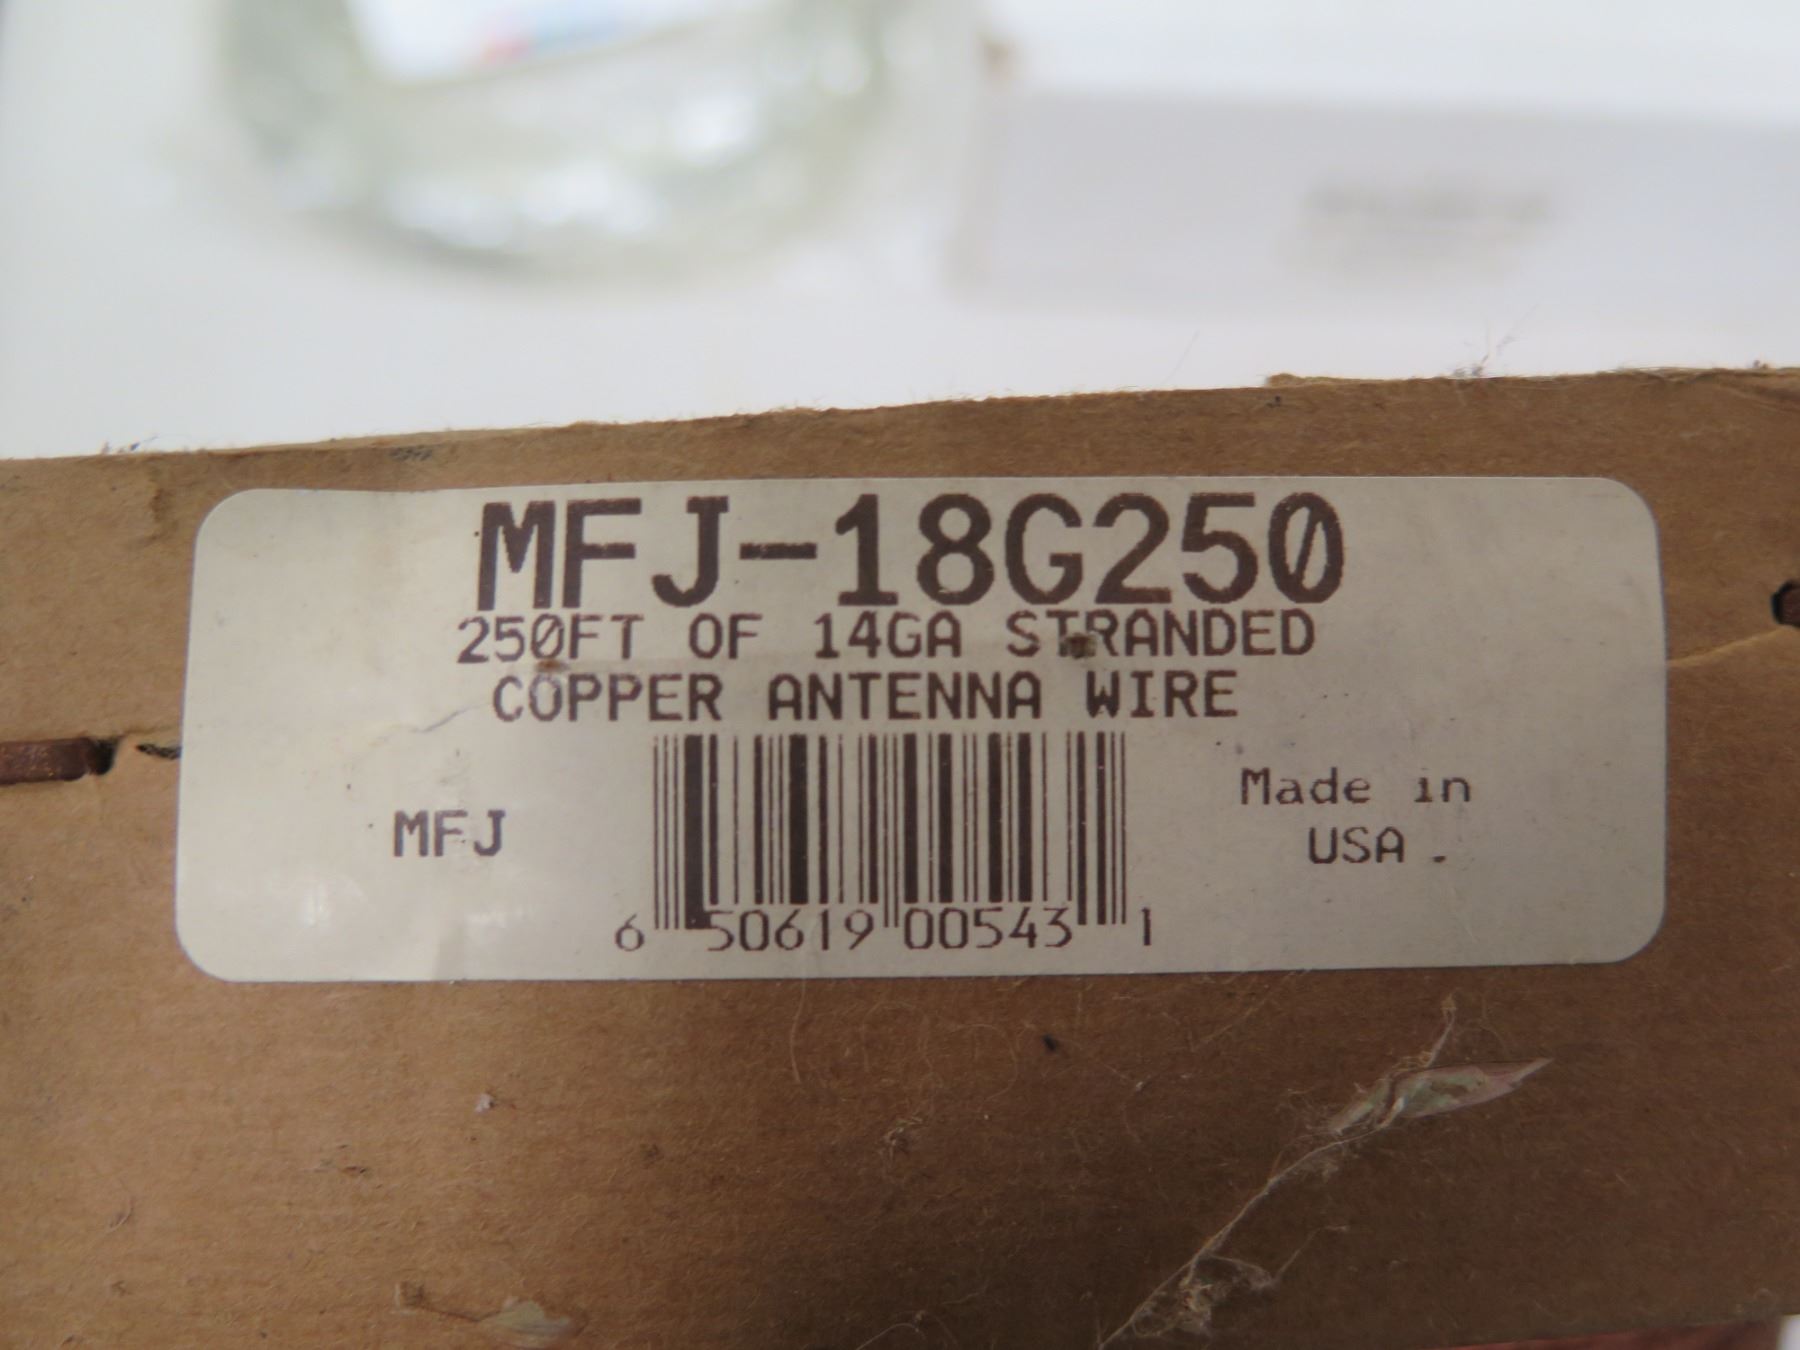 MFJ-18G250
250FT OF 14GA STRANDED
COPPER ANTENNA WIRE
MFJ
Made in
USA.
6 50619 00543 1